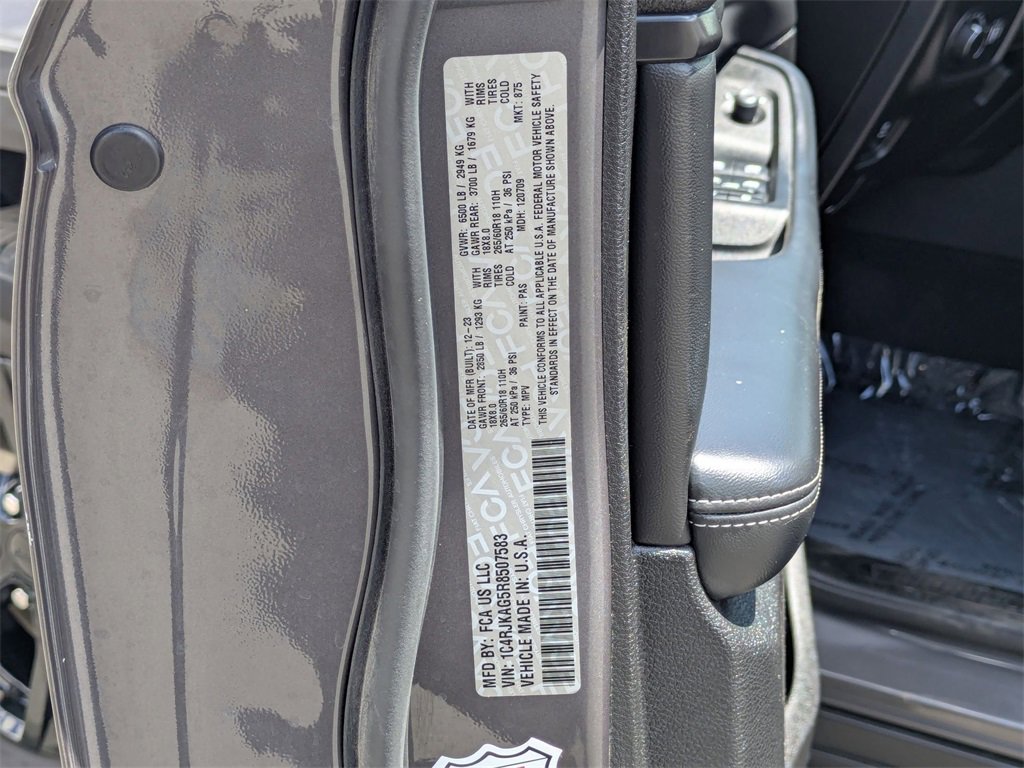 MFD BY: FCA US LLC
VIN: 1C4RJKAG5R8507583
VEHICLE MADE IN: U.S.A.
DATE OF MFR (BUILT): 12-23 GVWR: 6500 LB / 2949 KG
GAWR FRONT: 2850 LB / 1293 KG WITH GAWR REAR: 3700 LB / 1679 KG WITH
18X8.0 RIMS 18X8.0 RIMS
265/60R18 110H TIRES 265/60R18 110H TIRES
AT 250 kPa / 36 PSI COLD AT 250 kPa / 36 PSI COLD
TYPE: MPV PAINT: PAS MDH: 120709 MKT: 875
THIS VEHICLE CONFORMS TO ALL APPLICABLE U.S.A. FEDERAL MOTOR VEHICLE SAFETY
STANDARDS IN EFFECT ON THE DATE OF MANUFACTURE SHOWN ABOVE.